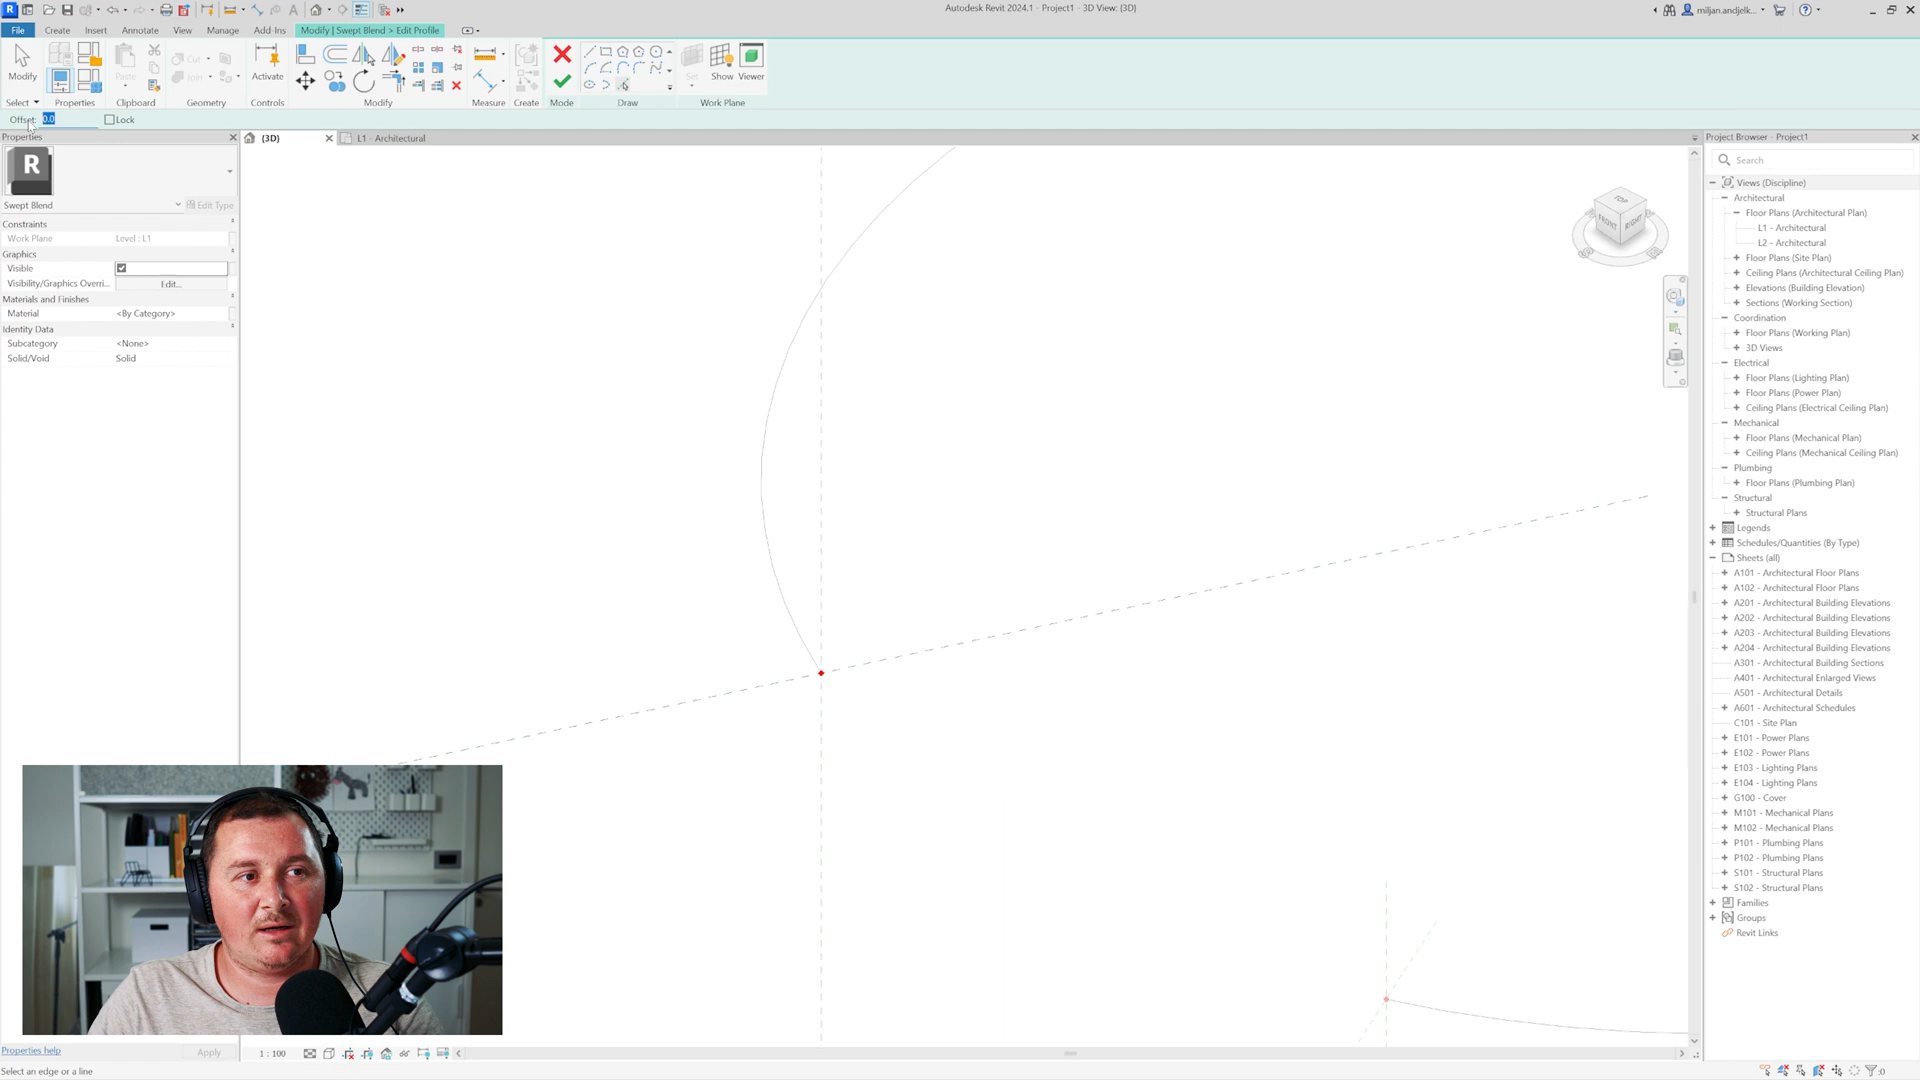 Autodesk Revit 2024.1 - Project1 - 3D View: {3D}
miljan.andjelk...
File
Create
Insert
Annotate
View
Manage
Add-Ins
Modify | Swept Blend > Edit Profile
Modify
Paste
Cut
Join
Activate
Set
Show
Viewer
Select
Properties
Clipboard
Geometry
Controls
Modify
Measure
Create
Mode
Draw
Work Plane
Offset: 0.0
Lock
Properties
{3D}
L1 - Architectural
Project Browser - Project1
R
Search
Swept Blend
Edit Type
Constraints
Work Plane
Level : L1
Graphics
Visible
Visibility/Graphics Overri...
Edit...
Materials and Finishes
Material
<By Category>
Identity Data
Subcategory
<None>
Solid/Void
Solid
TOP
FRONT
RIGHT
Views (Discipline)
Architectural
Floor Plans (Architectural Plan)
L1 - Architectural
L2 - Architectural
Floor Plans (Site Plan)
Ceiling Plans (Architectural Ceiling Plan)
Elevations (Building Elevation)
Sections (Working Section)
Coordination
Floor Plans (Working Plan)
3D Views
Electrical
Floor Plans (Lighting Plan)
Floor Plans (Power Plan)
Ceiling Plans (Electrical Ceiling Plan)
Mechanical
Floor Plans (Mechanical Plan)
Ceiling Plans (Mechanical Ceiling Plan)
Plumbing
Floor Plans (Plumbing Plan)
Structural
Structural Plans
Legends
Schedules/Quantities (By Type)
Sheets (all)
A101 - Architectural Floor Plans
A102 - Architectural Floor Plans
A201 - Architectural Building Elevations
A202 - Architectural Building Elevations
A203 - Architectural Building Elevations
A204 - Architectural Building Elevations
A301 - Architectural Building Sections
A401 - Architectural Enlarged Views
A501 - Architectural Details
A601 - Architectural Schedules
C101 - Site Plan
E101 - Power Plans
E102 - Power Plans
E103 - Lighting Plans
E104 - Lighting Plans
G100 - Cover
M101 - Mechanical Plans
M102 - Mechanical Plans
P101 - Plumbing Plans
P102 - Plumbing Plans
S101 - Structural Plans
S102 - Structural Plans
Families
Groups
Revit Links
Properties help
Apply
1 : 100
Select an edge or a line
:0